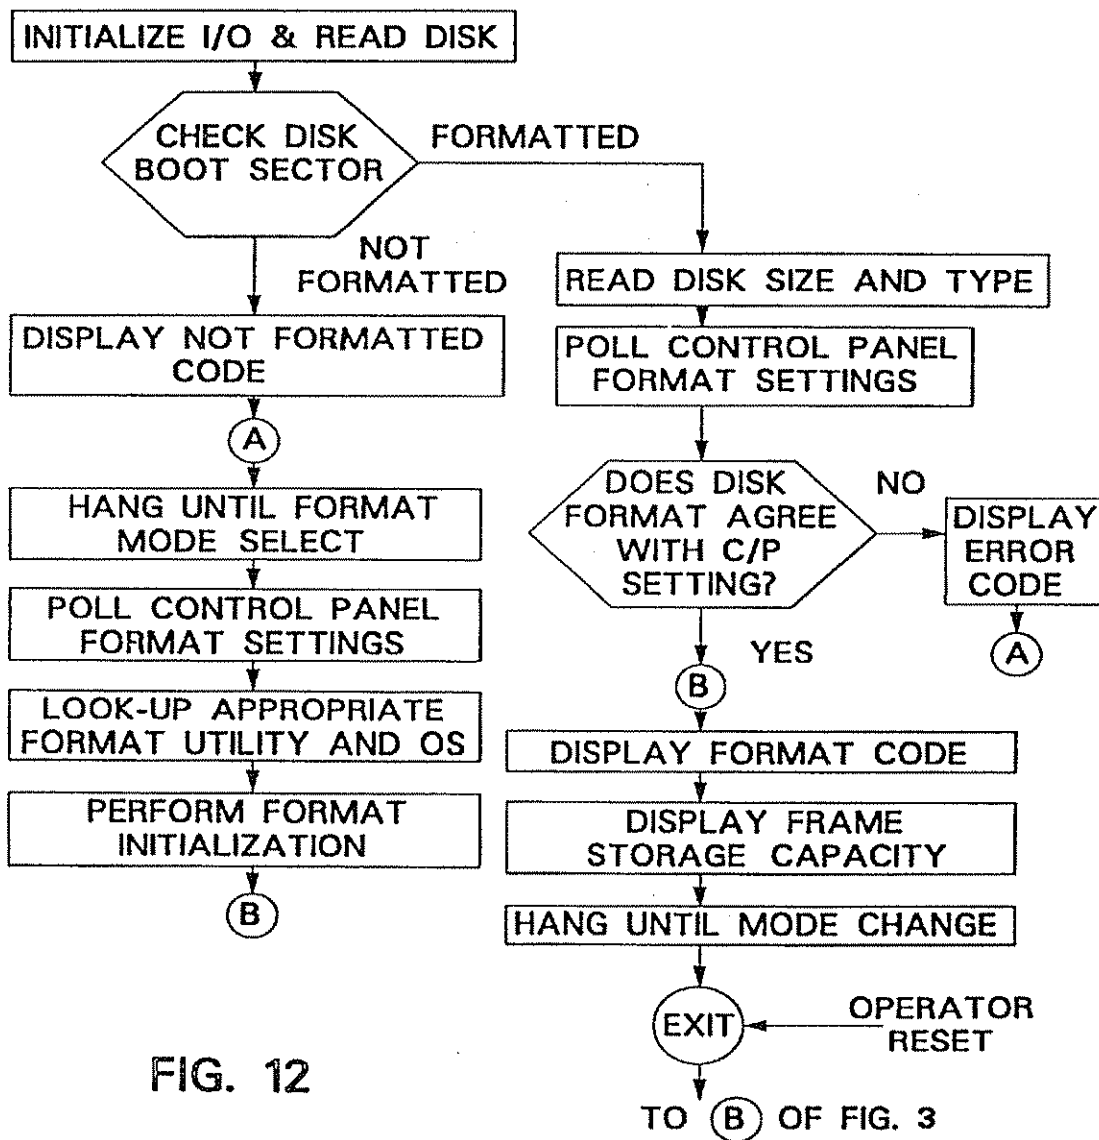 INITIALIZE I/O & READ DISK
CHECK DISK
BOOT SECTOR
FORMATTED
NOT
FORMATTED
DISPLAY NOT FORMATTED
CODE
A
HANG UNTIL FORMAT
MODE SELECT
POLL CONTROL PANEL
FORMAT SETTINGS
LOOK-UP APPROPRIATE
FORMAT UTILITY AND OS
PERFORM FORMAT
INITIALIZATION
B
READ DISK SIZE AND TYPE
POLL CONTROL PANEL
FORMAT SETTINGS
DOES DISK
FORMAT AGREE
WITH C/P
SETTING?
NO
DISPLAY
ERROR
CODE
A
YES
B
DISPLAY FORMAT CODE
DISPLAY FRAME
STORAGE CAPACITY
HANG UNTIL MODE CHANGE
EXIT
OPERATOR
RESET
TO B OF FIG. 3
FIG. 12